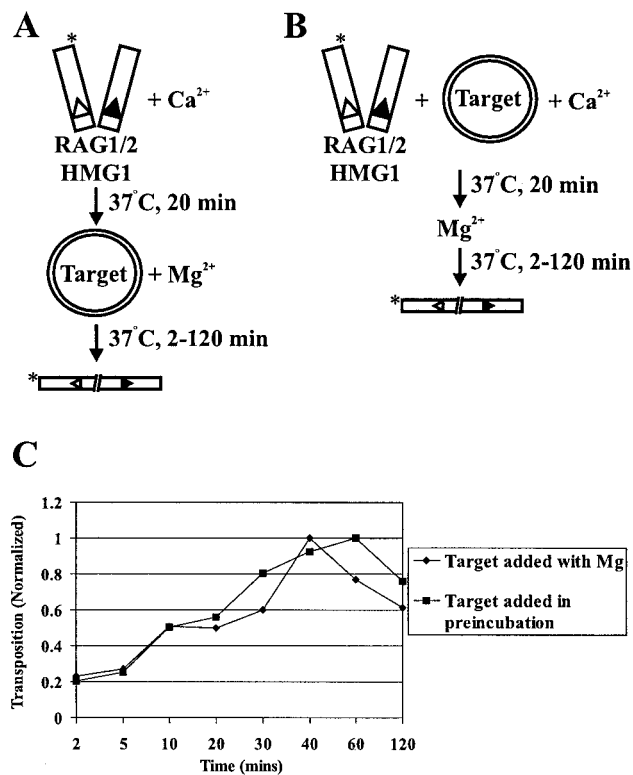 A
*
+ Ca²⁺
RAG1/2
HMG1
37°C, 20 min
Target
+ Mg²⁺
37°C, 2-120 min
*
B
*
+
Target
+ Ca²⁺
RAG1/2
HMG1
37°C, 20 min
Mg²⁺
37°C, 2-120 min
*
C
Transposition (Normalized)
1.2
1
0.8
0.6
0.4
0.2
0
2 5 10 20 30 40 60 120
Time (mins)
Target added with Mg
Target added in
preincubation